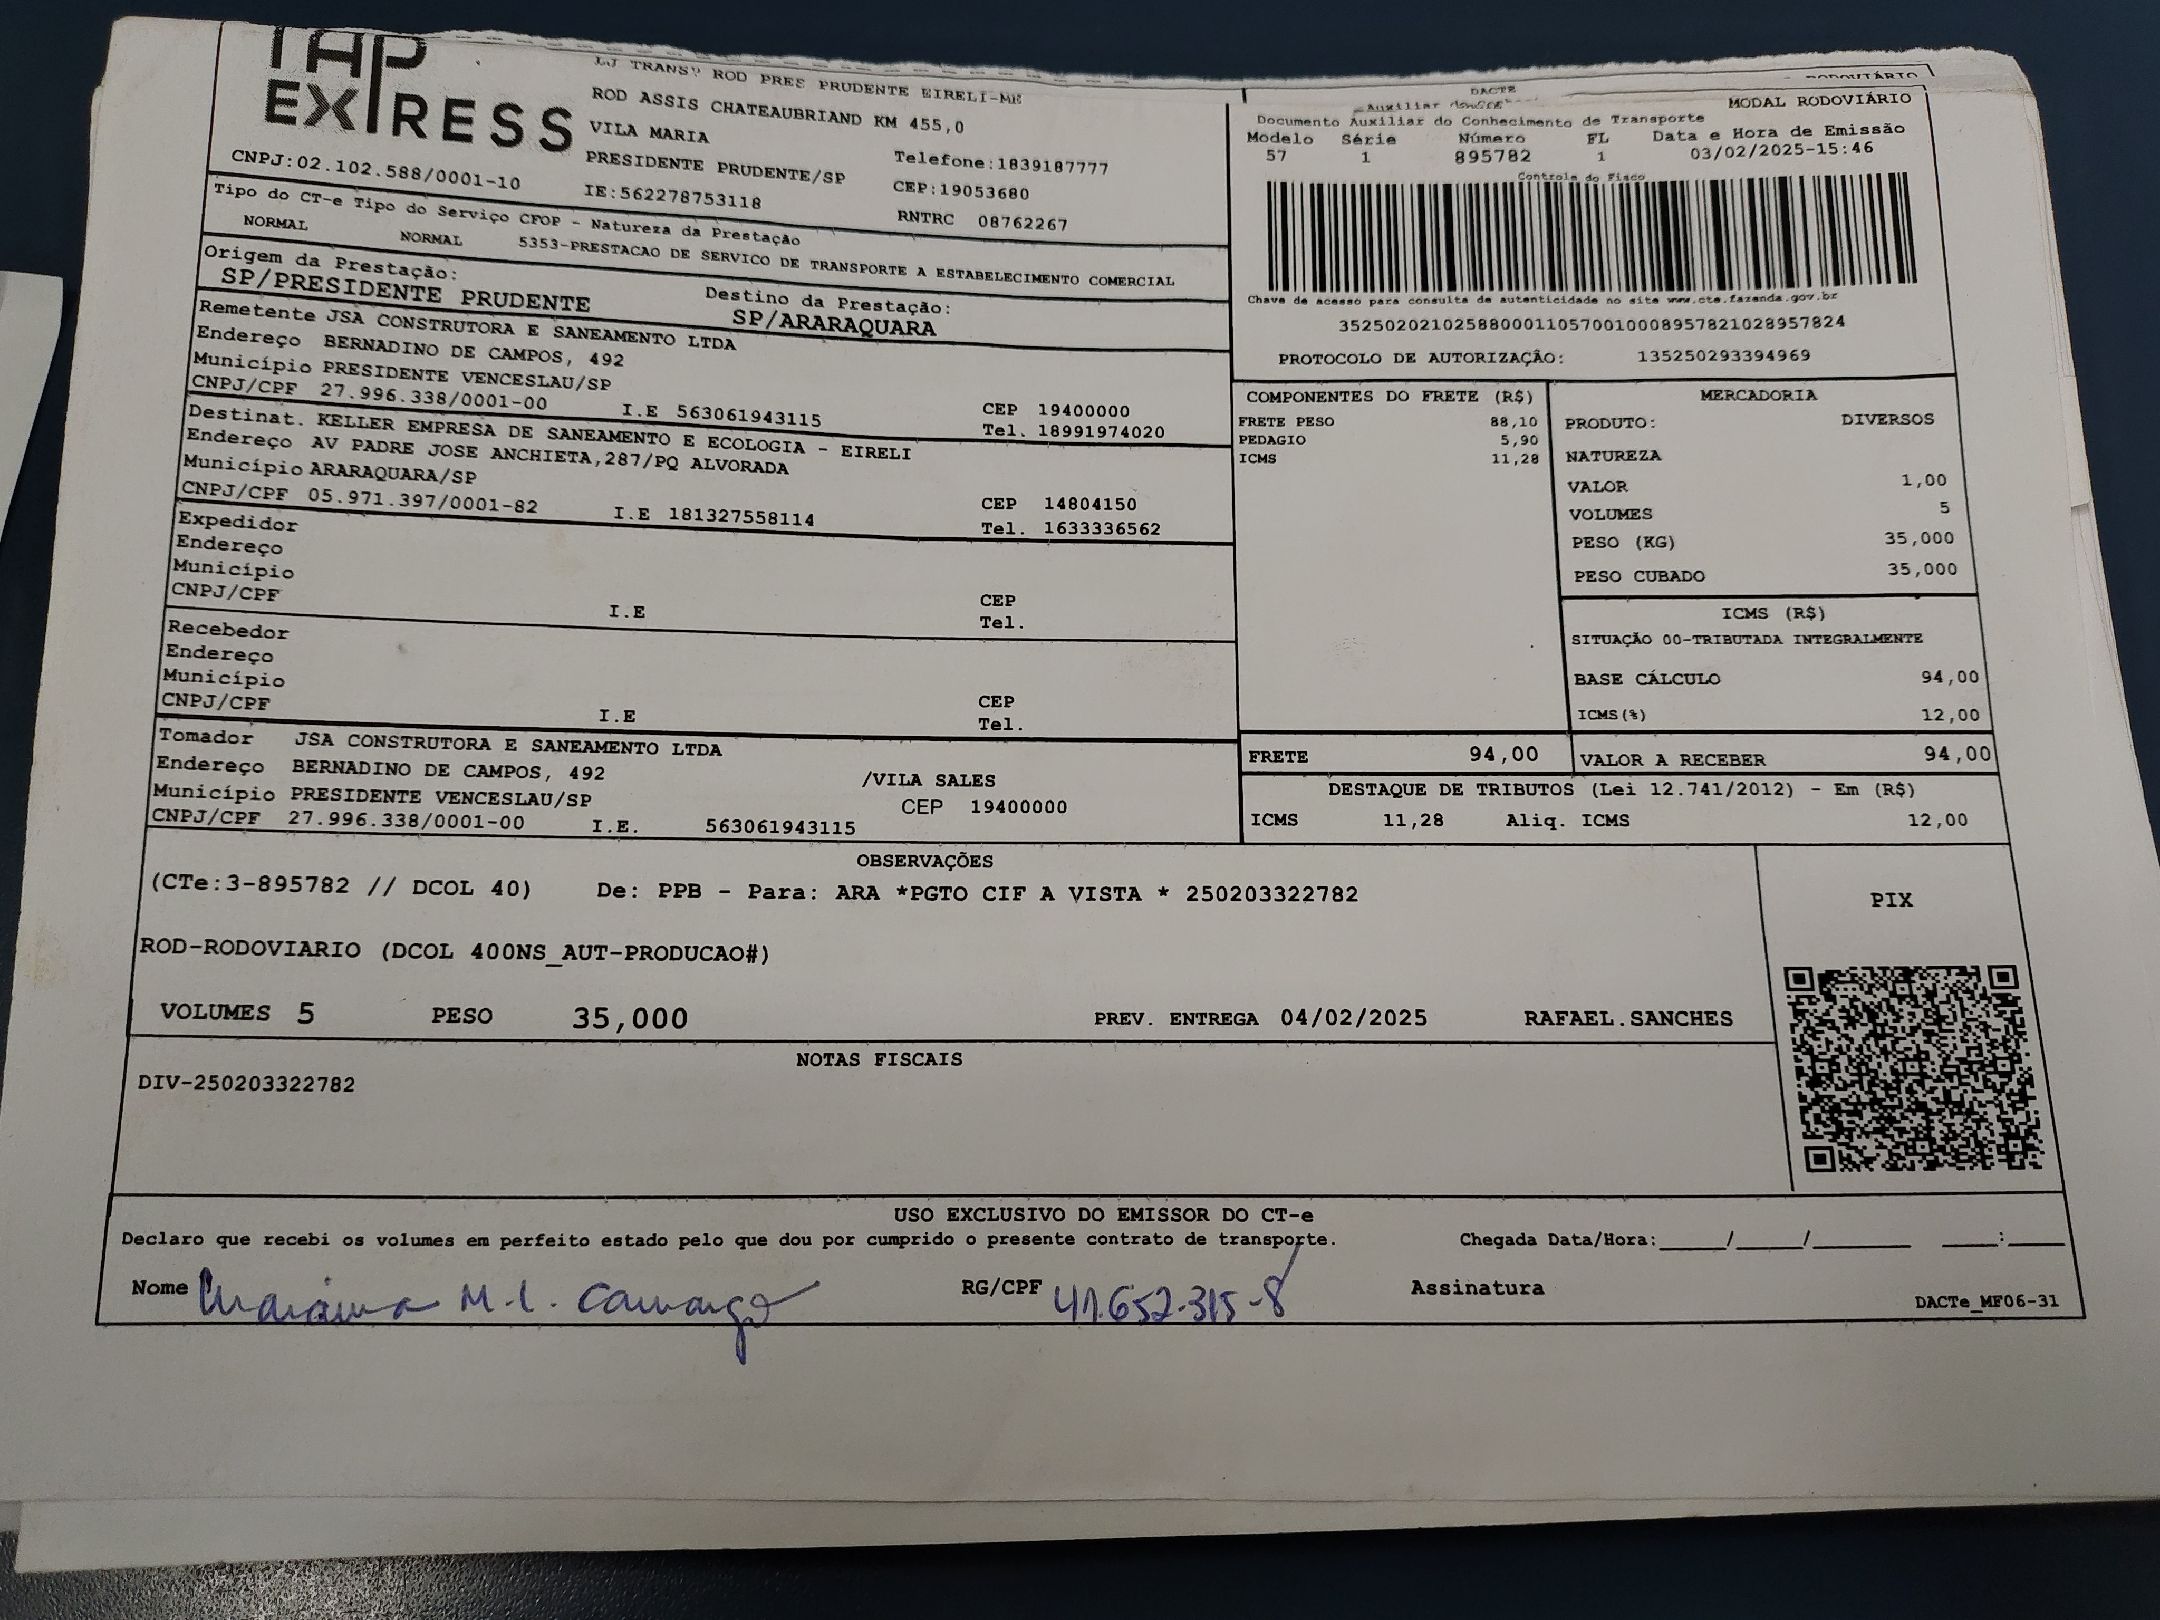 TAP
EXPRESS
LJ TRANSP ROD PRES PRUDENTE EIRELI-ME
ROD ASSIS CHATEAUBRIAND KM 455,0
VILA MARIA
PRESIDENTE PRUDENTE/SP
Telefone:1839187777
CNPJ:02.102.588/0001-10
IE:562278753118
CEP:19053680
RNTRC 08762267
Tipo do CT-e Tipo do Serviço CFOP - Natureza da Prestação
NORMAL NORMAL 5353-PRESTACAO DE SERVICO DE TRANSPORTE A ESTABELECIMENTO COMERCIAL
Origem da Prestação:
SP/PRESIDENTE PRUDENTE
Destino da Prestação:
SP/ARARAQUARA
RODOVIÁRIO
DACTE
MODAL RODOVIÁRIO
Documento Auxiliar do Conhecimento de Transporte
Modelo Série Número FL Data e Hora de Emissão
57 1 895782 1 03/02/2025-15:46
Controle do Fisco
Chave de acesso para consulta de autenticidade no site www.cte.fazenda.gov.br
35250202102588000110570010008957821028957824
PROTOCOLO DE AUTORIZAÇÃO: 135250293394969
Remetente JSA CONSTRUTORA E SANEAMENTO LTDA
Endereço BERNADINO DE CAMPOS, 492
Município PRESIDENTE VENCESLAU/SP
CNPJ/CPF 27.996.338/0001-00 I.E 563061943115
CEP 19400000
Tel. 18991974020
Destinat. KELLER EMPRESA DE SANEAMENTO E ECOLOGIA - EIRELI
Endereço AV PADRE JOSE ANCHIETA,287/PQ ALVORADA
Município ARARAQUARA/SP
CNPJ/CPF 05.971.397/0001-82 I.E 181327558114
CEP 14804150
Tel. 1633336562
Expedidor
Endereço
Município
CNPJ/CPF I.E
CEP
Tel.
Recebedor
Endereço
Município
CNPJ/CPF I.E
CEP
Tel.
Tomador JSA CONSTRUTORA E SANEAMENTO LTDA
Endereço BERNADINO DE CAMPOS, 492 /VILA SALES
Município PRESIDENTE VENCESLAU/SP CEP 19400000
CNPJ/CPF 27.996.338/0001-00 I.E. 563061943115
COMPONENTES DO FRETE (R$)
FRETE PESO 88,10
PEDAGIO 5,90
ICMS 11,28
MERCADORIA
PRODUTO: DIVERSOS
NATUREZA
VALOR 1,00
VOLUMES 5
PESO (KG) 35,000
PESO CUBADO 35,000
ICMS (R$)
SITUAÇÃO 00-TRIBUTADA INTEGRALMENTE
BASE CÁLCULO 94,00
ICMS(%) 12,00
FRETE 94,00 VALOR A RECEBER 94,00
DESTAQUE DE TRIBUTOS (Lei 12.741/2012) - Em (R$)
ICMS 11,28 Aliq. ICMS 12,00
OBSERVAÇÕES
(CTe:3-895782 // DCOL 40) De: PPB - Para: ARA *PGTO CIF A VISTA * 250203322782
ROD-RODOVIARIO (DCOL 400NS_AUT-PRODUCAO#)
VOLUMES 5 PESO 35,000 PREV. ENTREGA 04/02/2025 RAFAEL.SANCHES
PIX
NOTAS FISCAIS
DIV-250203322782
USO EXCLUSIVO DO EMISSOR DO CT-e
Declaro que recebi os volumes em perfeito estado pelo que dou por cumprido o presente contrato de transporte. Chegada Data/Hora:_____/_____/_______ ____:____
Nome M. L. Camargo RG/CPF 41.652.315-8 Assinatura
DACTe_MF06-31